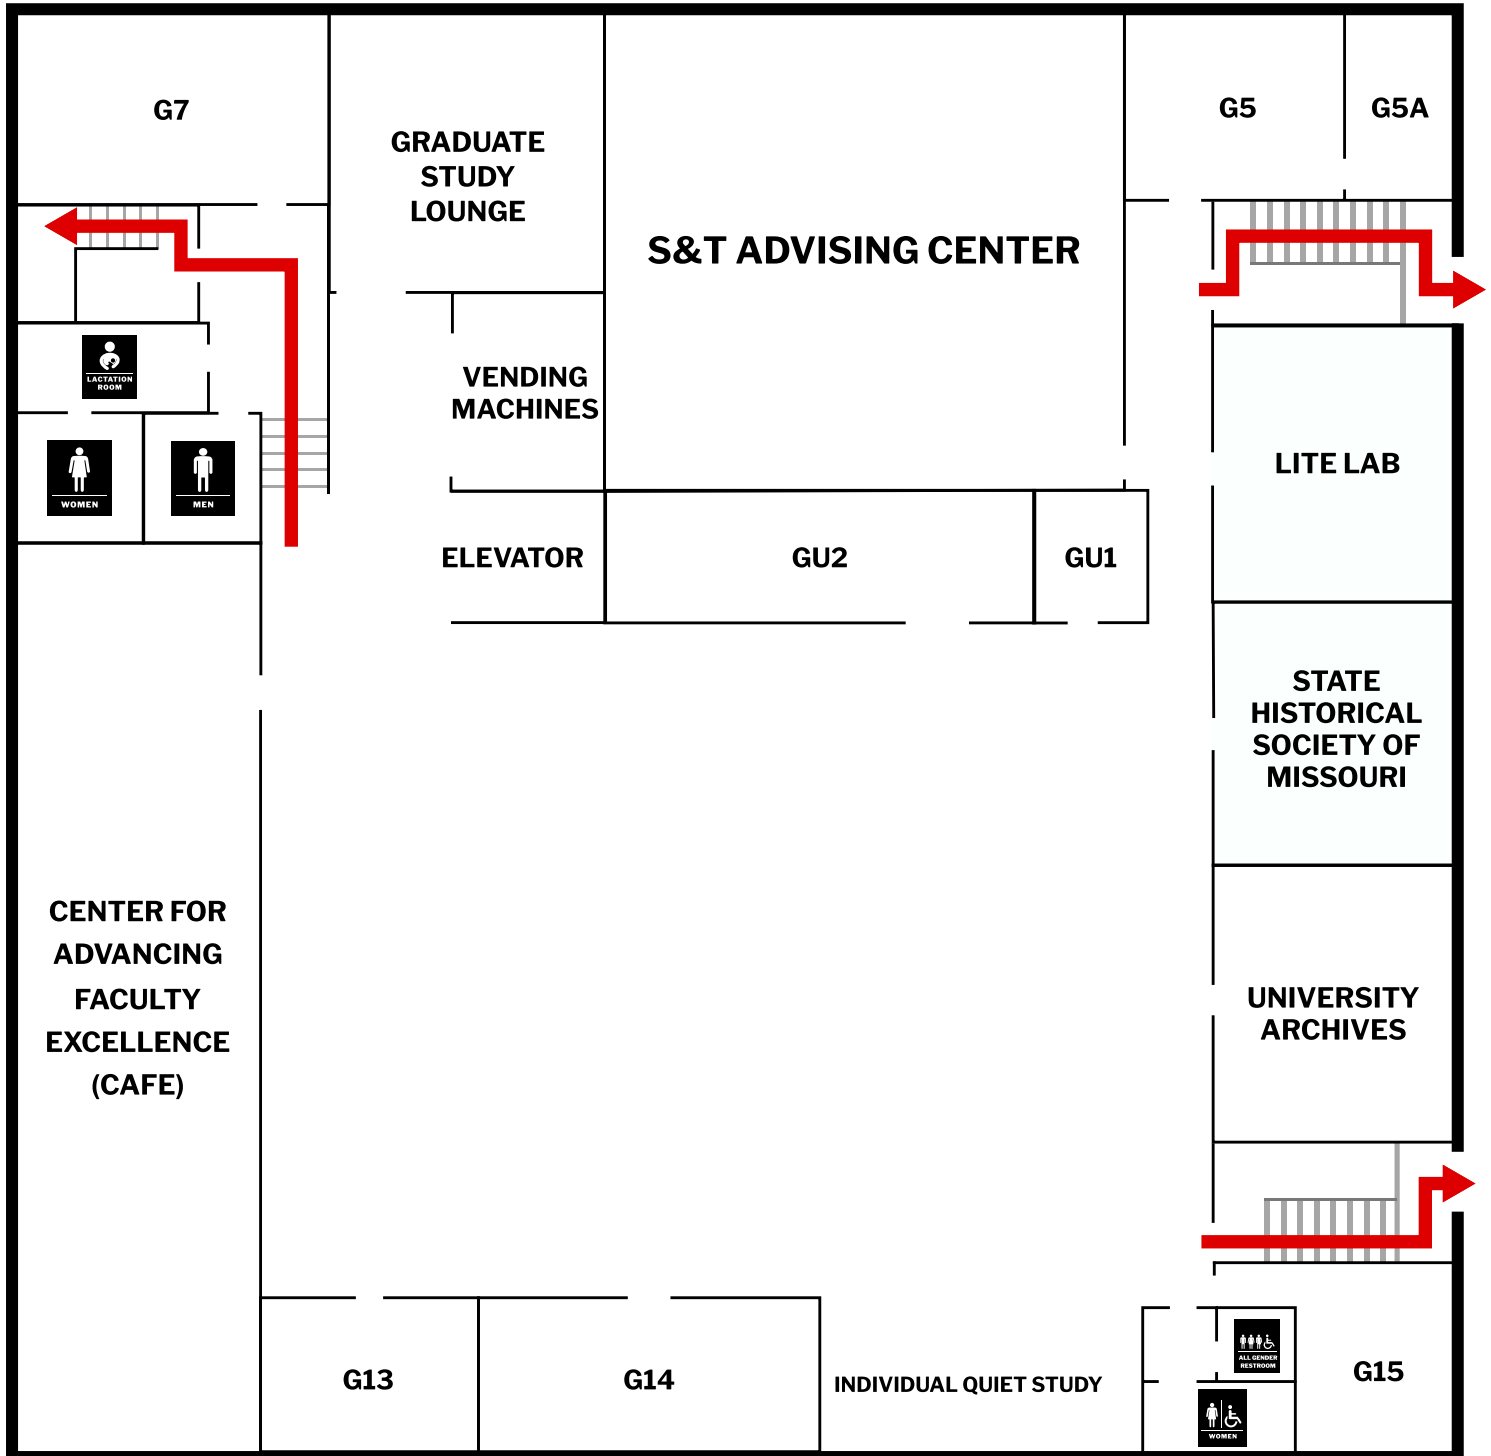 G7
GRADUATE
STUDY
LOUNGE
S&T ADVISING CENTER
G5
G5A
LACTATION
ROOM
VENDING
MACHINES
WOMEN
MEN
LITE LAB
ELEVATOR
GU2
GU1
STATE
HISTORICAL
SOCIETY OF
MISSOURI
CENTER FOR
ADVANCING
FACULTY
EXCELLENCE
(CAFE)
UNIVERSITY
ARCHIVES
G13
G14
INDIVIDUAL QUIET STUDY
ALL GENDER
RESTROOM
G15
WOMEN